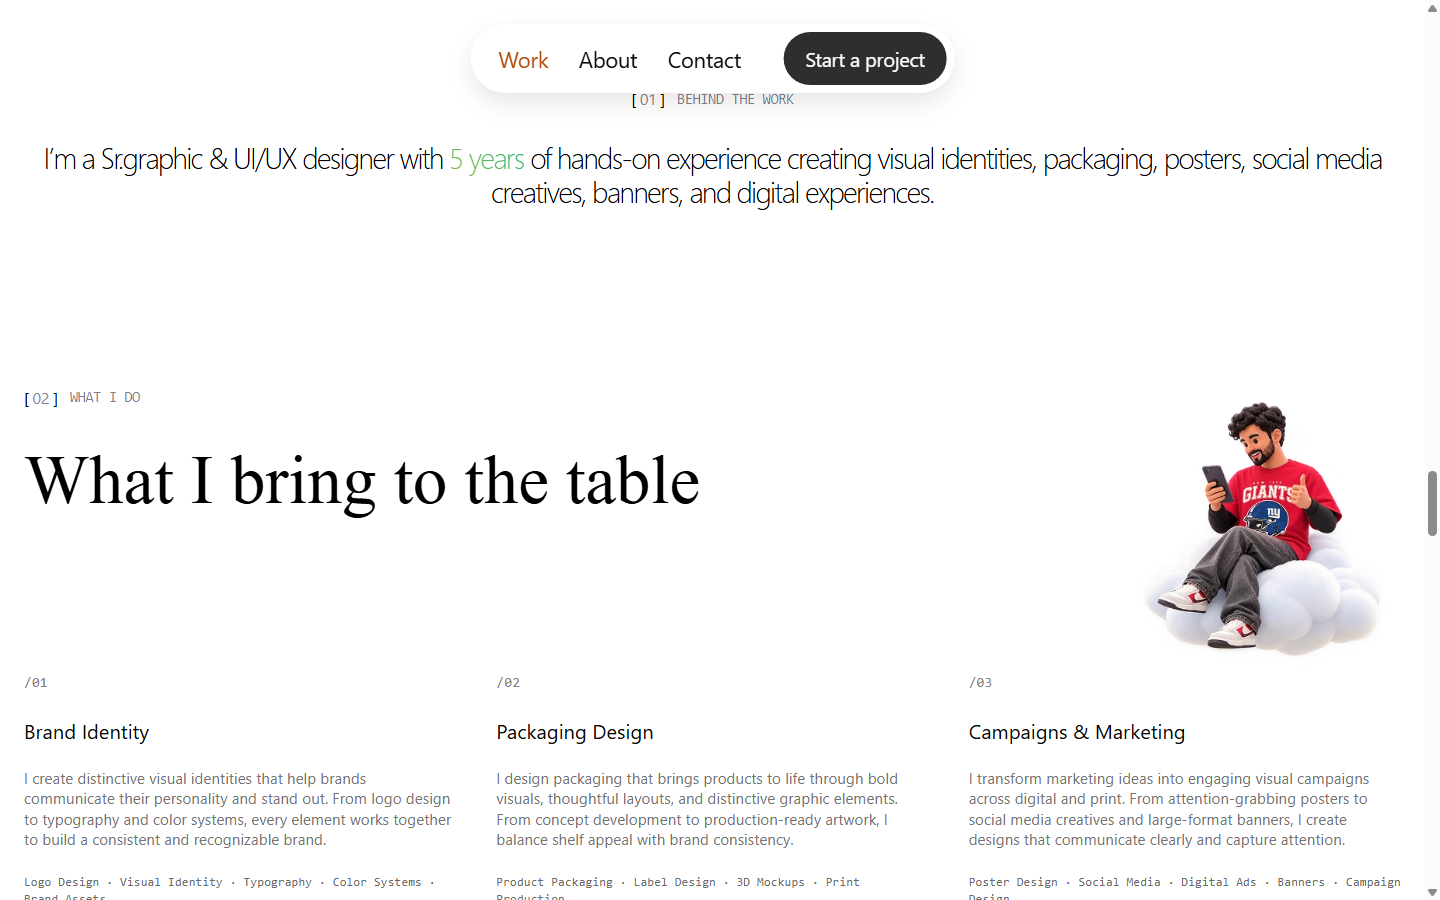 Work About Contact Start a project
[ 01 ] BEHIND THE WORK
I'm a Sr.graphic & UI/UX designer with 5 years of hands-on experience creating visual identities, packaging, posters, social media
creatives, banners, and digital experiences.
[ 02 ] WHAT I DO
What I bring to the table
GIANTS
ny
/01
Brand Identity
I create distinctive visual identities that help brands
communicate their personality and stand out. From logo design
to typography and color systems, every element works together
to build a consistent and recognizable brand.
Logo Design · Visual Identity · Typography · Color Systems ·
Brand Assets
/02
Packaging Design
I design packaging that brings products to life through bold
visuals, thoughtful layouts, and distinctive graphic elements.
From concept development to production-ready artwork, I
balance shelf appeal with brand consistency.
Product Packaging · Label Design · 3D Mockups · Print
Production
/03
Campaigns & Marketing
I transform marketing ideas into engaging visual campaigns
across digital and print. From attention-grabbing posters to
social media creatives and large-format banners, I create
designs that communicate clearly and capture attention.
Poster Design · Social Media · Digital Ads · Banners · Campaign
Design